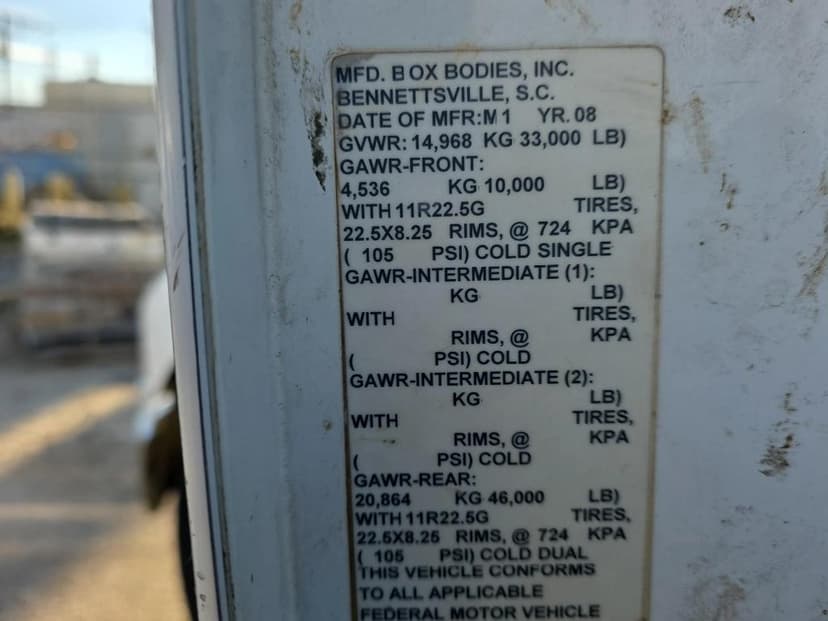 MFD. BOX BODIES, INC.
BENNETTSVILLE, S.C.
DATE OF MFR:M 1 YR. 08
GVWR: 14,968 KG 33,000 LB)
GAWR-FRONT:
4,536 KG 10,000 LB)
WITH 11R22.5G TIRES,
22.5X8.25 RIMS, @ 724 KPA
( 105 PSI) COLD SINGLE
GAWR-INTERMEDIATE (1):
KG LB)
WITH TIRES,
RIMS, @ KPA
( PSI) COLD
GAWR-INTERMEDIATE (2):
KG LB)
WITH TIRES,
RIMS, @ KPA
( PSI) COLD
GAWR-REAR:
20,864 KG 46,000 LB)
WITH 11R22.5G TIRES,
22.5X8.25 RIMS, @ 724 KPA
( 105 PSI) COLD DUAL
THIS VEHICLE CONFORMS
TO ALL APPLICABLE
FEDERAL MOTOR VEHICLE